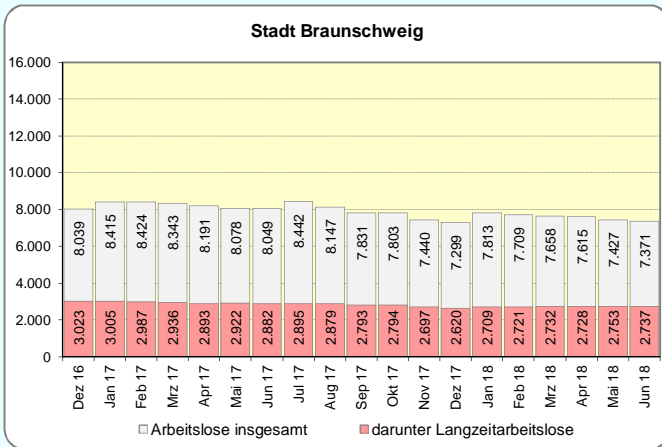 Stadt Braunschweig
16.000
14.000
12.000
10.000
8.000
6.000
4.000
2.000
0
8.039
8.415
8.424
8.343
8.191
8.078
8.049
8.442
8.147
7.831
7.803
7.440
7.299
7.813
7.709
7.658
7.615
7.427
7.371
3.023
3.005
2.987
2.936
2.893
2.922
2.882
2.895
2.879
2.793
2.794
2.697
2.620
2.709
2.721
2.732
2.728
2.753
2.737
Dez 16
Jan 17
Feb 17
Mrz 17
Apr 17
Mai 17
Jun 17
Jul 17
Aug 17
Sep 17
Okt 17
Nov 17
Dez 17
Jan 18
Feb 18
Mrz 18
Apr 18
Mai 18
Jun 18
Arbeitslose insgesamt
darunter Langzeitarbeitslose